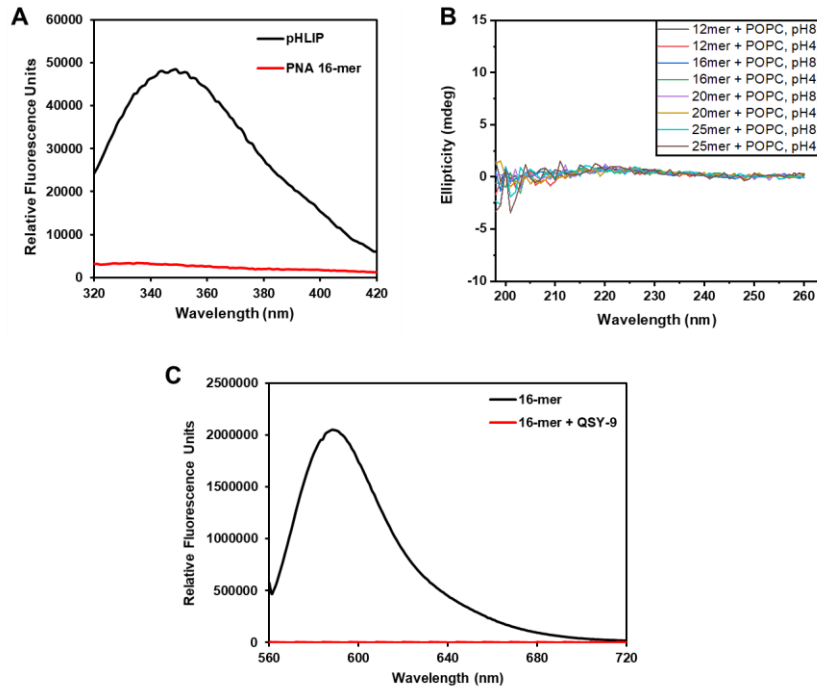 A
Relative Fluorescence Units
60000
50000
40000
30000
20000
10000
0
320
340
360
380
400
420
Wavelength (nm)
pHLIP
PNA 16-mer
B
Ellipticity (mdeg)
15
10
5
0
-5
-10
200
210
220
230
240
250
260
Wavelength (nm)
12mer + POPC, pH8
12mer + POPC, pH4
16mer + POPC, pH8
16mer + POPC, pH4
20mer + POPC, pH8
20mer + POPC, pH4
25mer + POPC, pH8
25mer + POPC, pH4
C
Relative Fluorescence Units
2500000
2000000
1500000
1000000
500000
0
560
600
640
680
720
Wavelength (nm)
16-mer
16-mer + QSY-9